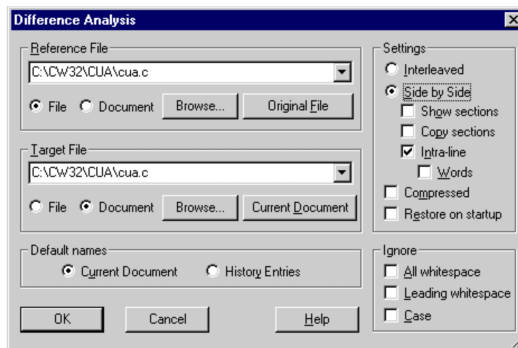 Difference Analysis
Reference File
C:\CW32\CUA\cua.c
File Document Browse... Original File
Target File
C:\CW32\CUA\cua.c
File Document Browse... Current Document
Default names
Current Document History Entries
OK Cancel Help
Settings
Interleaved
Side by Side
Show sections
Copy sections
Intra-line
Words
Compressed
Restore on startup
Ignore
All whitespace
Leading whitespace
Case